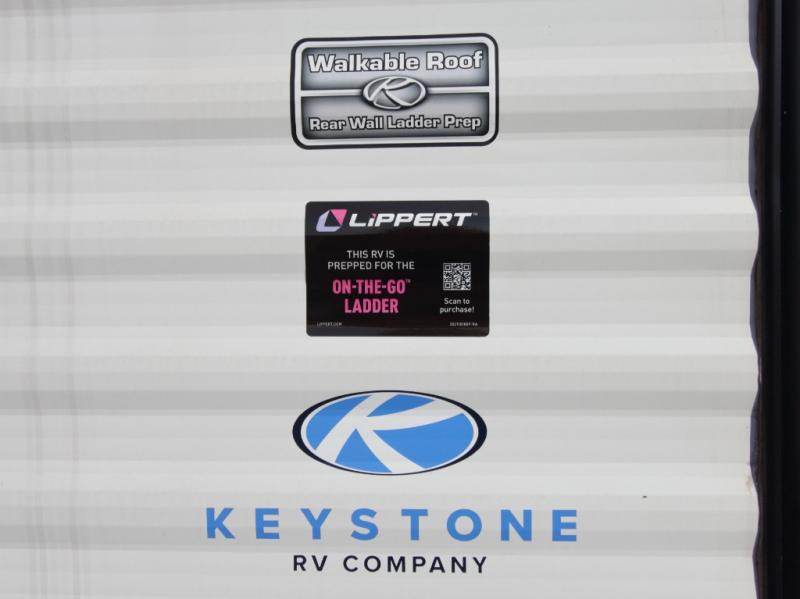 Walkable Roof
Rear Wall Ladder Prep
LiPPERT™
THIS RV IS
PREPPED FOR THE
ON-THE-GO™
LADDER
Scan to
purchase!
LIPPERT.COM
KEYSTONE
RV COMPANY